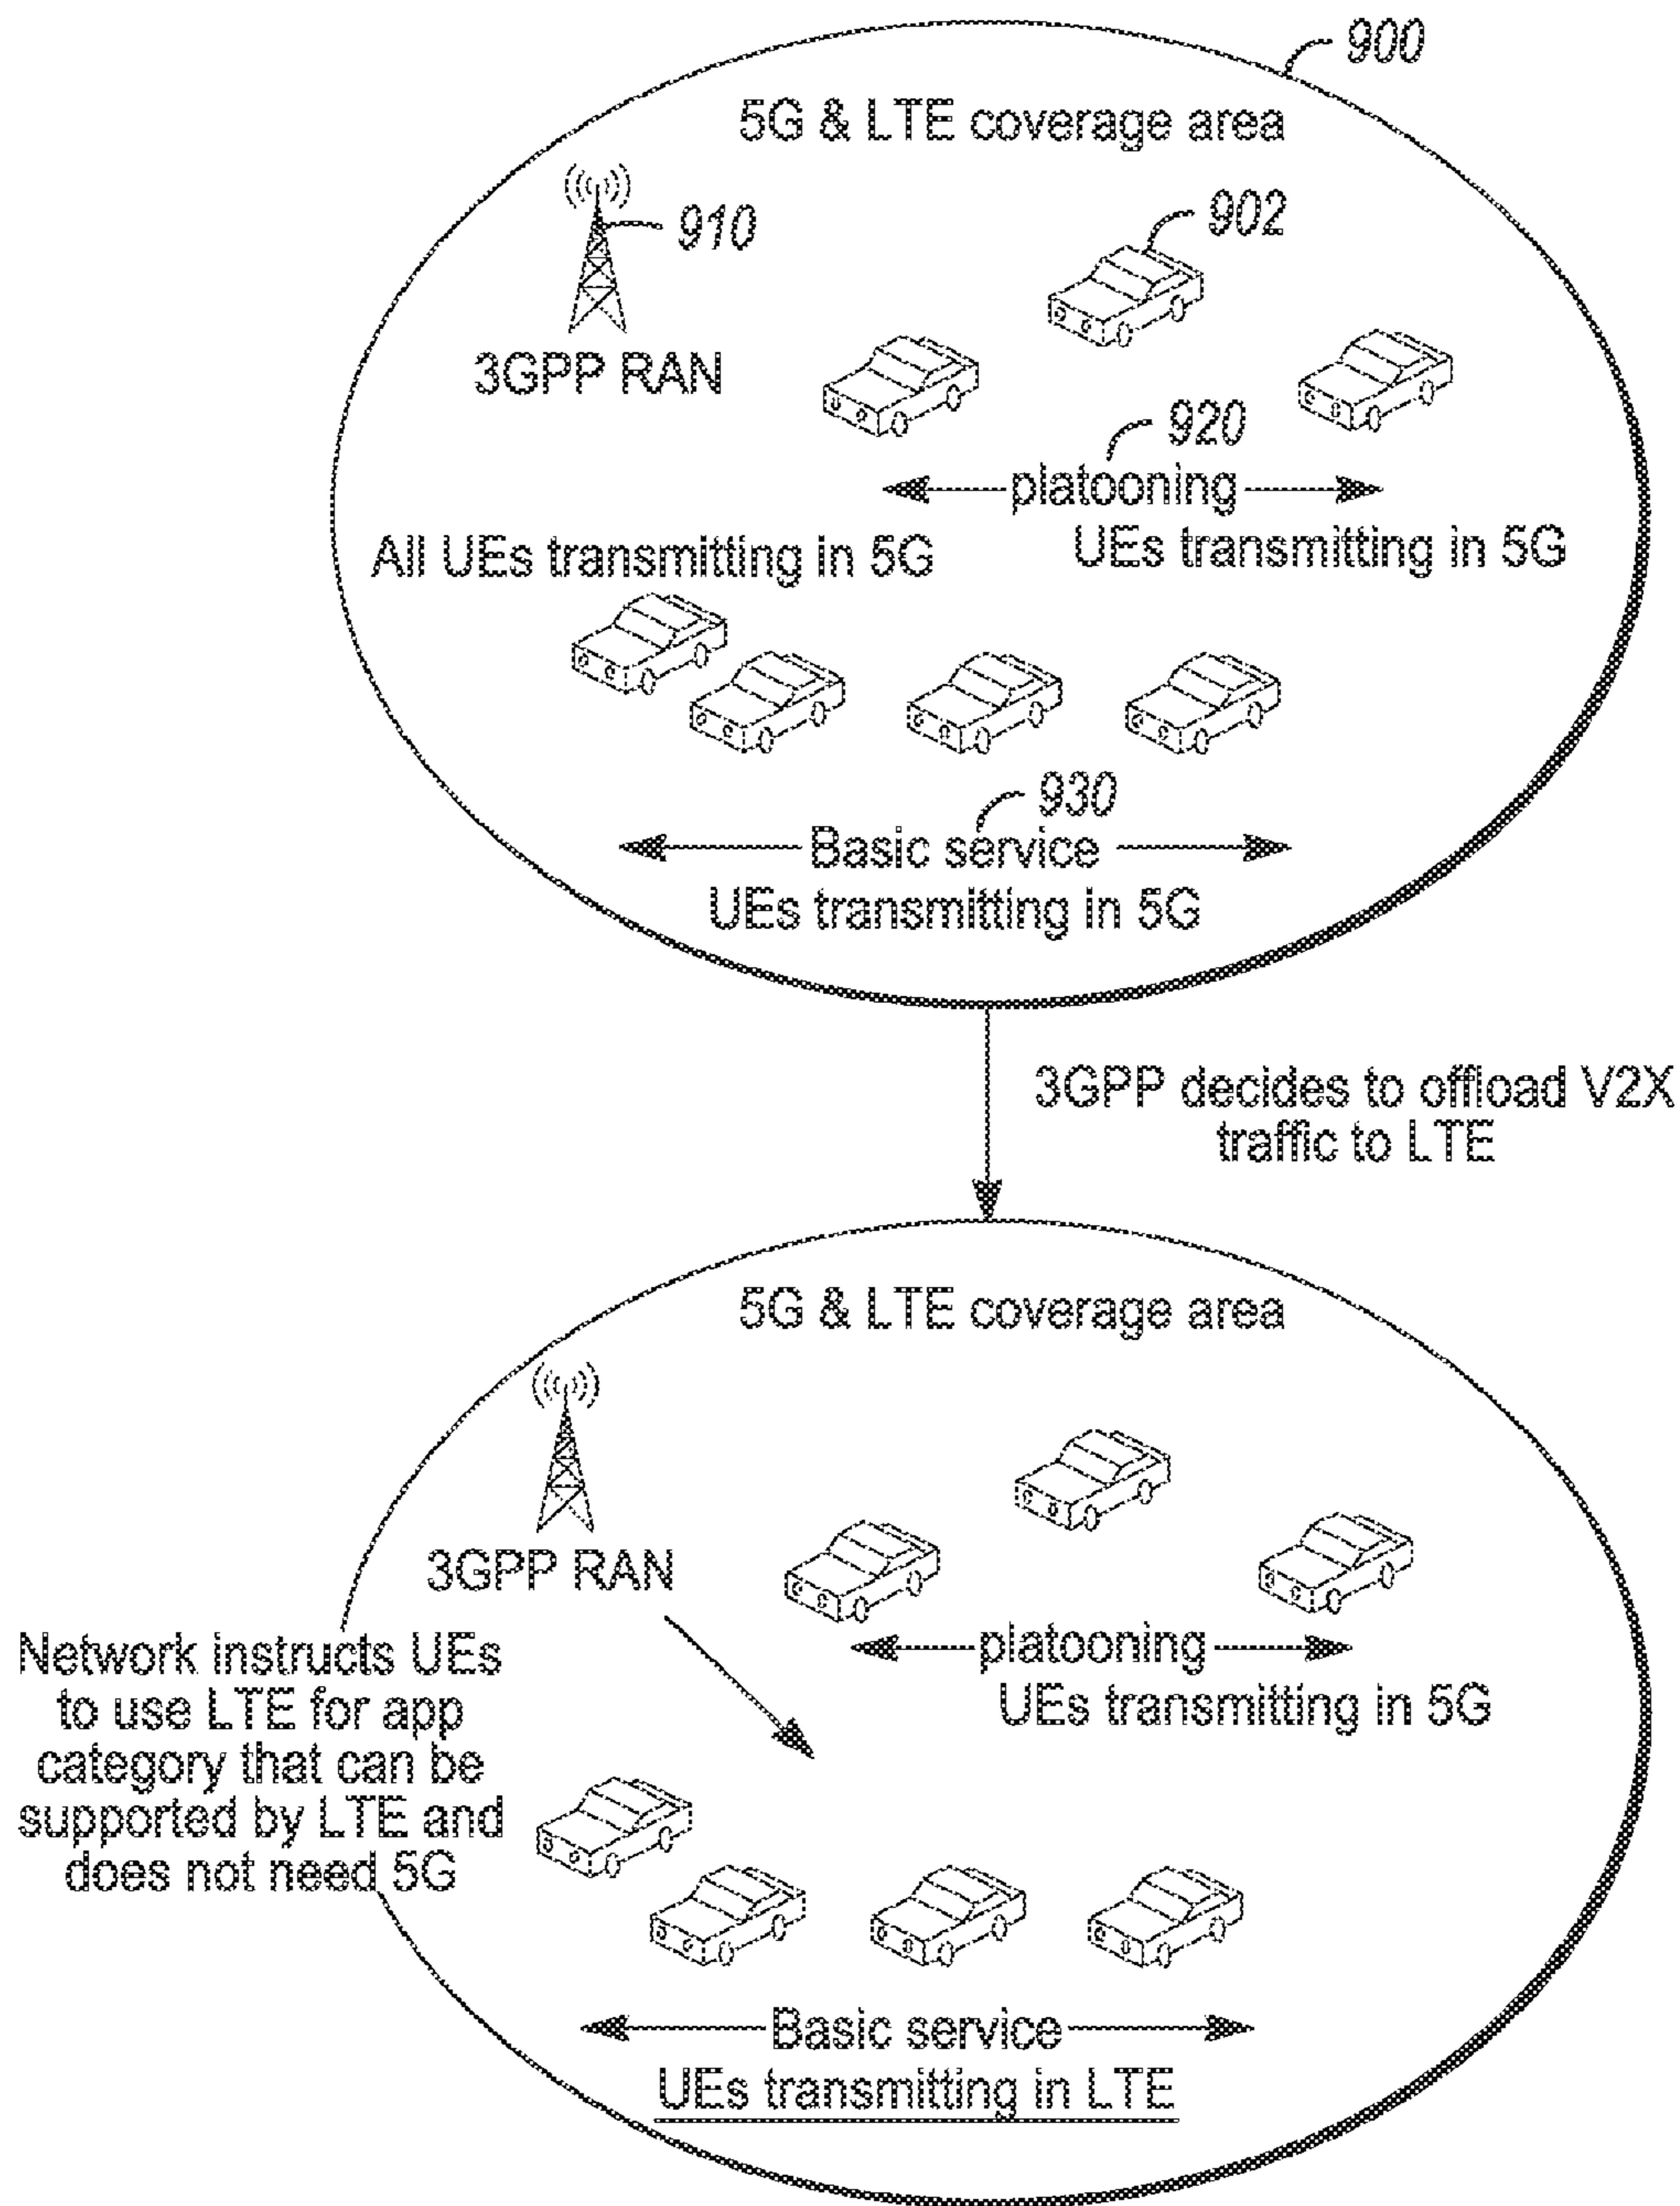 900
5G & LTE coverage area
910
902
3GPP RAN
920
platooning
All UEs transmitting in 5G
UEs transmitting in 5G
930
Basic service
UEs transmitting in 5G
3GPP decides to offload V2X
traffic to LTE
5G & LTE coverage area
3GPP RAN
platooning
UEs transmitting in 5G
Network instructs UEs
to use LTE for app
category that can be
supported by LTE and
does not need 5G
Basic service
UEs transmitting in LTE